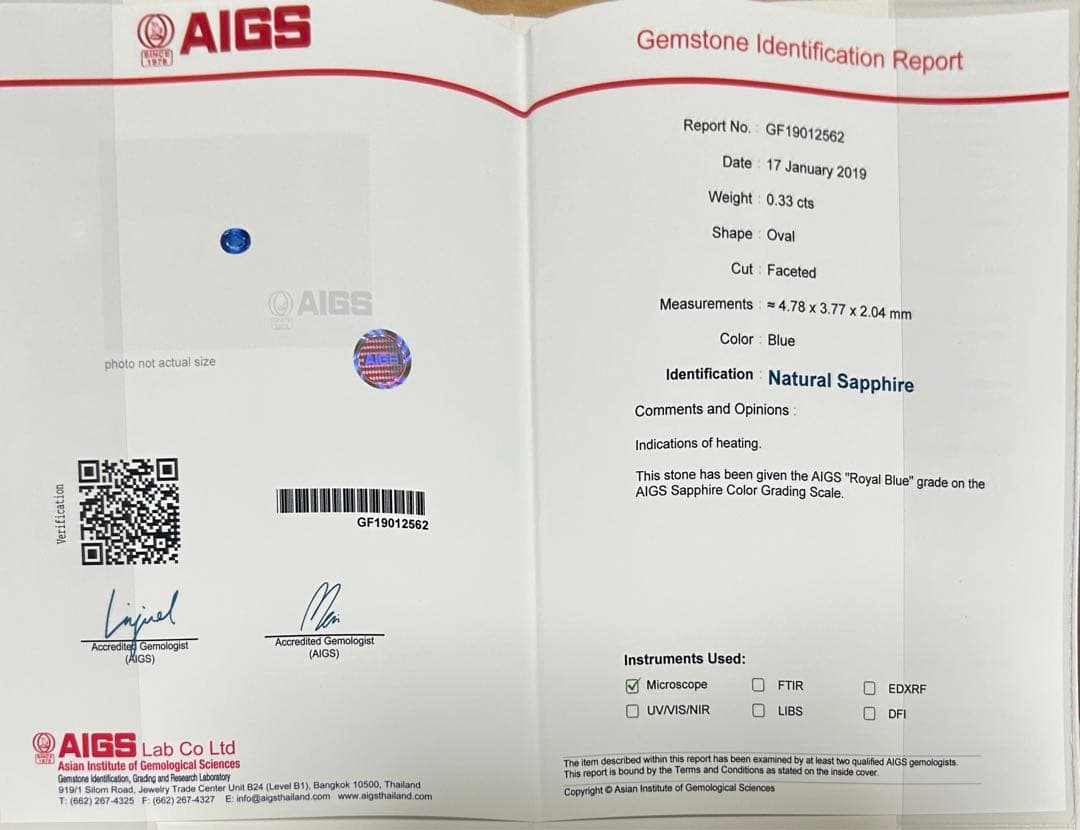 AIGS
SINCE
1978
Gemstone Identification Report
Report No. : GF19012562
Date : 17 January 2019
Weight : 0.33 cts
Shape : Oval
Cut : Faceted
Measurements : ≈ 4.78 x 3.77 x 2.04 mm
Color : Blue
Identification : Natural Sapphire
Comments and Opinions :
Indications of heating.
This stone has been given the AIGS "Royal Blue" grade on the
AIGS Sapphire Color Grading Scale.
AIGS
AIGS
photo not actual size
Verification
GF19012562
Accredited Gemologist
(AIGS)
Accredited Gemologist
(AIGS)
Instruments Used:
Microscope
FTIR
EDXRF
UV/VIS/NIR
LIBS
DFI
AIGS Lab Co Ltd
Asian Institute of Gemological Sciences
Gemstone Identification, Grading and Research Laboratory
919/1 Silom Road, Jewelry Trade Center Unit B24 (Level B1), Bangkok 10500, Thailand
T: (662) 267-4325 F: (662) 267-4327 E: info@aigsthailand.com www.aigsthailand.com
The item described within this report has been examined by at least two qualified AIGS gemologists.
This report is bound by the Terms and Conditions as stated on the inside cover.
Copyright © Asian Institute of Gemological Sciences